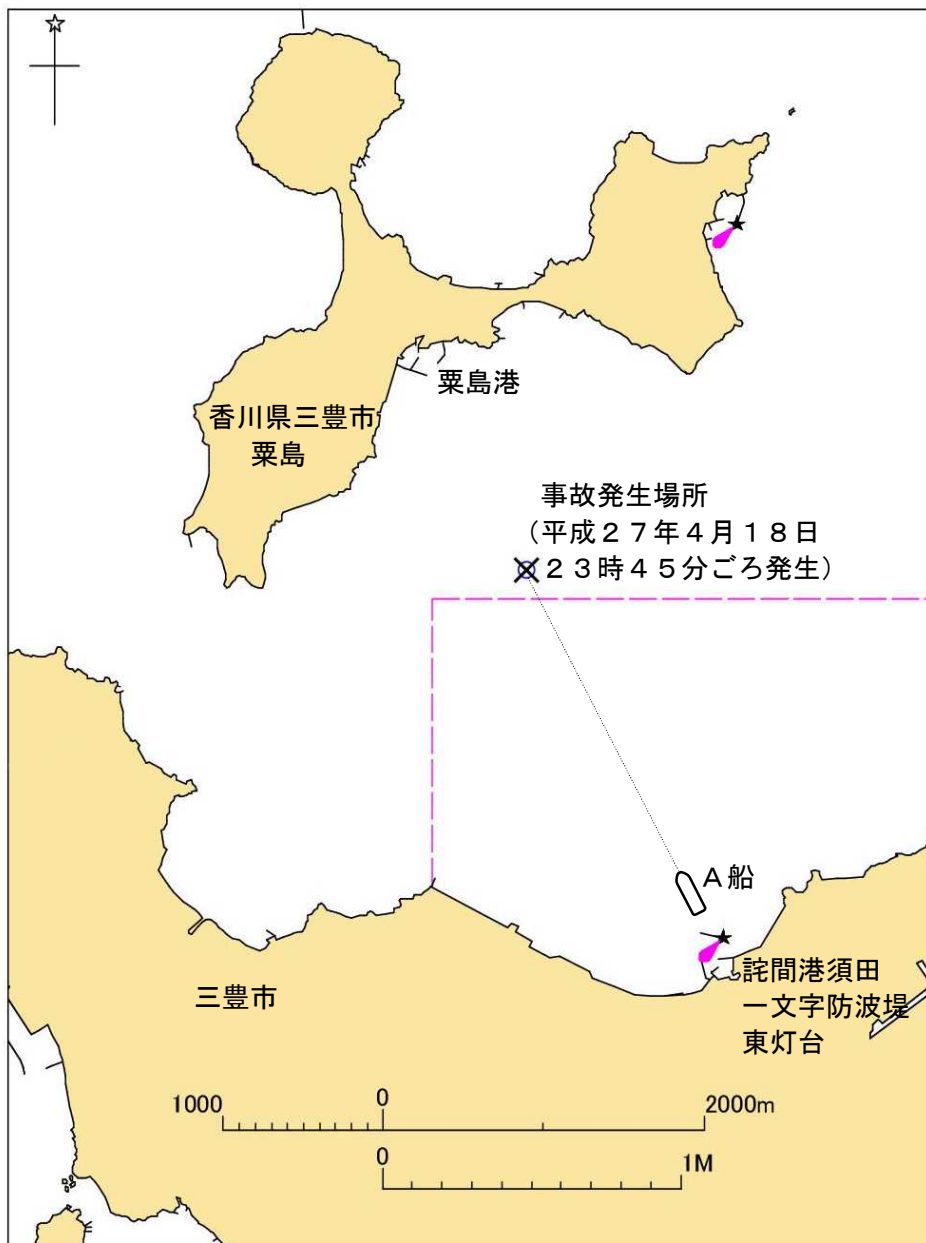 粟島港
香川県三豊市
粟島
事故発生場所
(平成27年4月18日
23時45分ごろ発生)
A船
詫間港須田
一文字防波堤
東灯台
三豊市
1000 0 2000m
0 1M